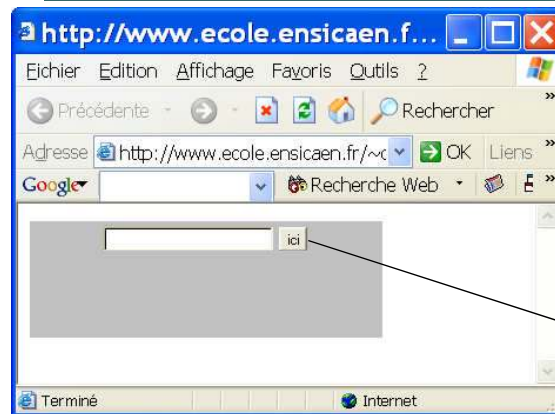 http://www.ecole.ensicaen.f...
Fichier Edition Affichage Favoris Outils ?
Précédente Rechercher »
Adresse http://www.ecole.ensicaen.fr/~c OK Liens »
Google Recherche Web »
ici
Terminé Internet